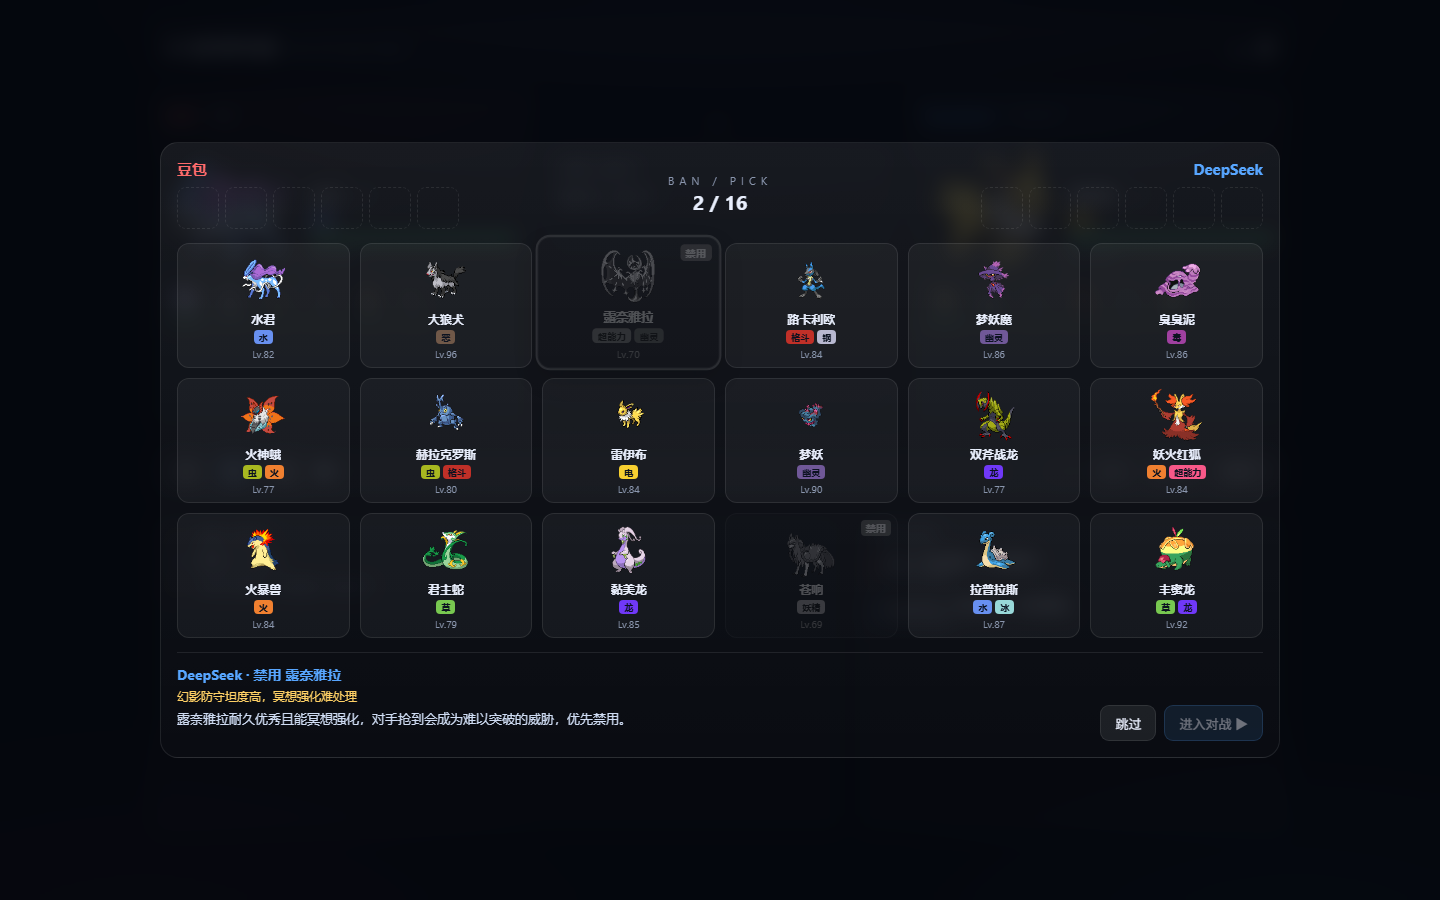 豆包
DeepSeek
BAN / PICK
2 / 16
水君
水
Lv.82
大狼犬
恶
Lv.96
禁用
露奈雅拉
超能力 幽灵
Lv.70
路卡利欧
格斗 钢
Lv.84
梦妖魔
幽灵
Lv.86
臭臭泥
毒
Lv.86
火神蛾
虫 火
Lv.77
赫拉克罗斯
虫 格斗
Lv.80
雷伊布
电
Lv.84
梦妖
幽灵
Lv.90
双斧战龙
龙
Lv.77
妖火红狐
火 超能力
Lv.84
火暴兽
火
Lv.84
君主蛇
草
Lv.79
黏美龙
龙
Lv.85
禁用
苍响
妖精
Lv.69
拉普拉斯
水 冰
Lv.87
丰蜜龙
草 龙
Lv.92
DeepSeek · 禁用 露奈雅拉
幻影防守坦度高，冥想强化难处理
露奈雅拉耐久优秀且能冥想强化，对手抢到会成为难以突破的威胁，优先禁用。
跳过
进入对战 ▶